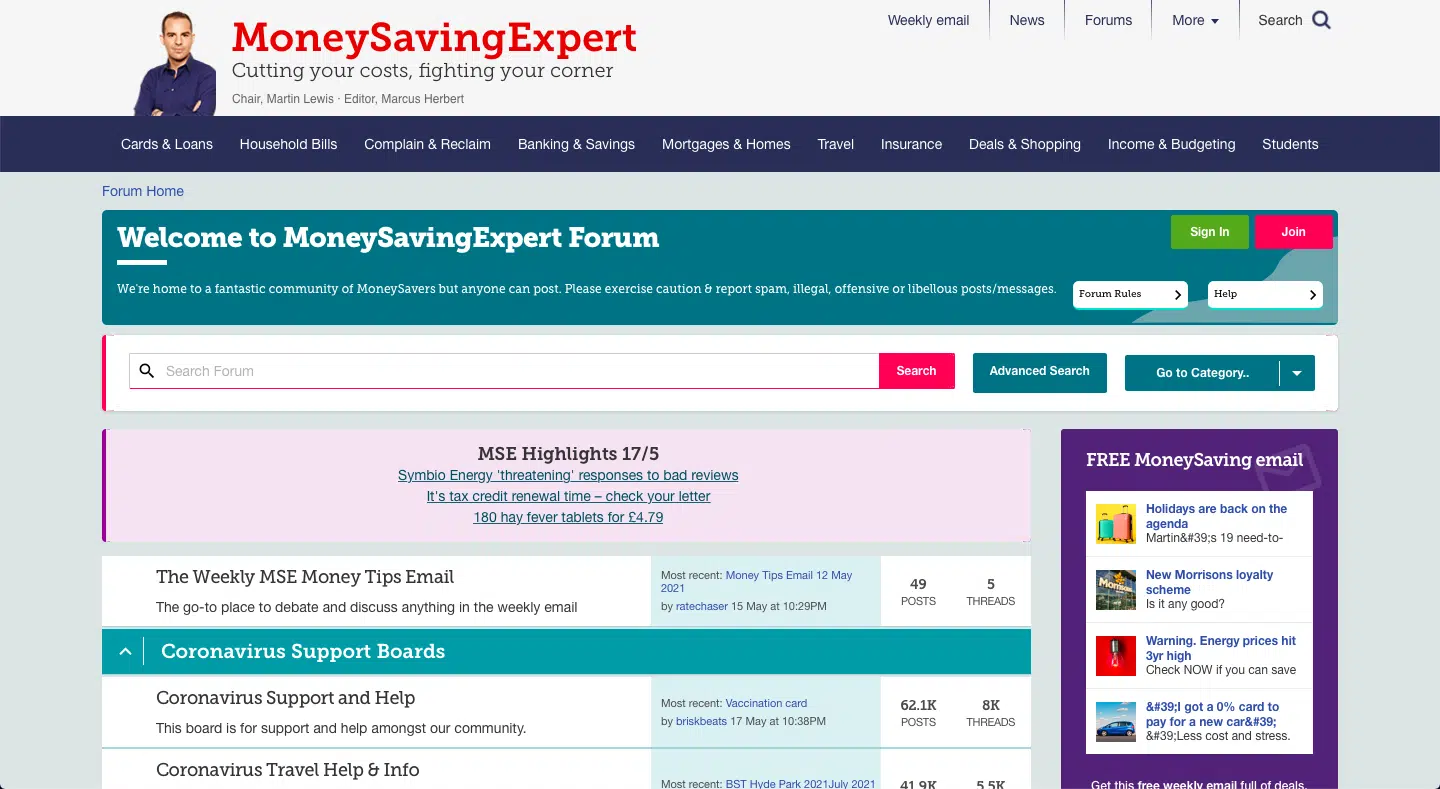 MoneySavingExpert
Cutting your costs, fighting your corner
Chair, Martin Lewis · Editor, Marcus Herbert
Weekly email
News
Forums
More
Search
Cards & Loans
Household Bills
Complain & Reclaim
Banking & Savings
Mortgages & Homes
Travel
Insurance
Deals & Shopping
Income & Budgeting
Students
Forum Home
Welcome to MoneySavingExpert Forum
Sign In
Join
We're home to a fantastic community of MoneySavers but anyone can post. Please exercise caution & report spam, illegal, offensive or libellous posts/messages.
Forum Rules
Help
Search Forum
Search
Advanced Search
Go to Category..
MSE Highlights 17/5
Symbio Energy 'threatening' responses to bad reviews
It's tax credit renewal time – check your letter
180 hay fever tablets for £4.79
The Weekly MSE Money Tips Email
The go-to place to debate and discuss anything in the weekly email
Most recent: Money Tips Email 12 May
2021
by ratechaser 15 May at 10:29PM
49
POSTS
5
THREADS
Coronavirus Support Boards
Coronavirus Support and Help
This board is for support and help amongst our community.
Most recent: Vaccination card
by briskbeats 17 May at 10:38PM
62.1K
POSTS
8K
THREADS
Coronavirus Travel Help & Info
Most recent: BST Hyde Park 2021July 2021
41.9K
5.5K
FREE MoneySaving email
Holidays are back on the
agenda
Martin&#39;s 19 need-to-
New Morrisons loyalty
scheme
Is it any good?
Warning. Energy prices hit
3yr high
Check NOW if you can save
&#39;I got a 0% card to
pay for a new car&#39;
&#39;Less cost and stress.
Get this free weekly email full of deals,